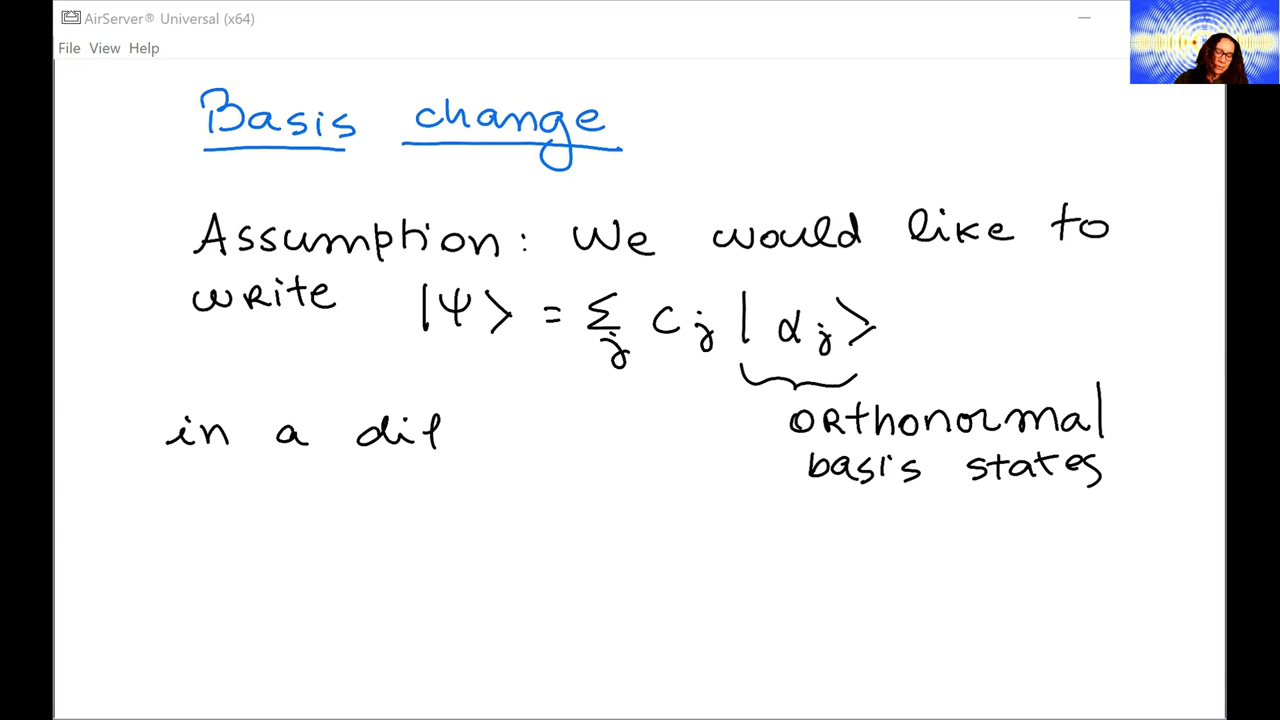 AirServer® Universal (x64)
File View Help
Basis change
Assumption: We would like to
write |ψ> = Σ_j c_j |α_j>
orthonormal
in a dif
basis states